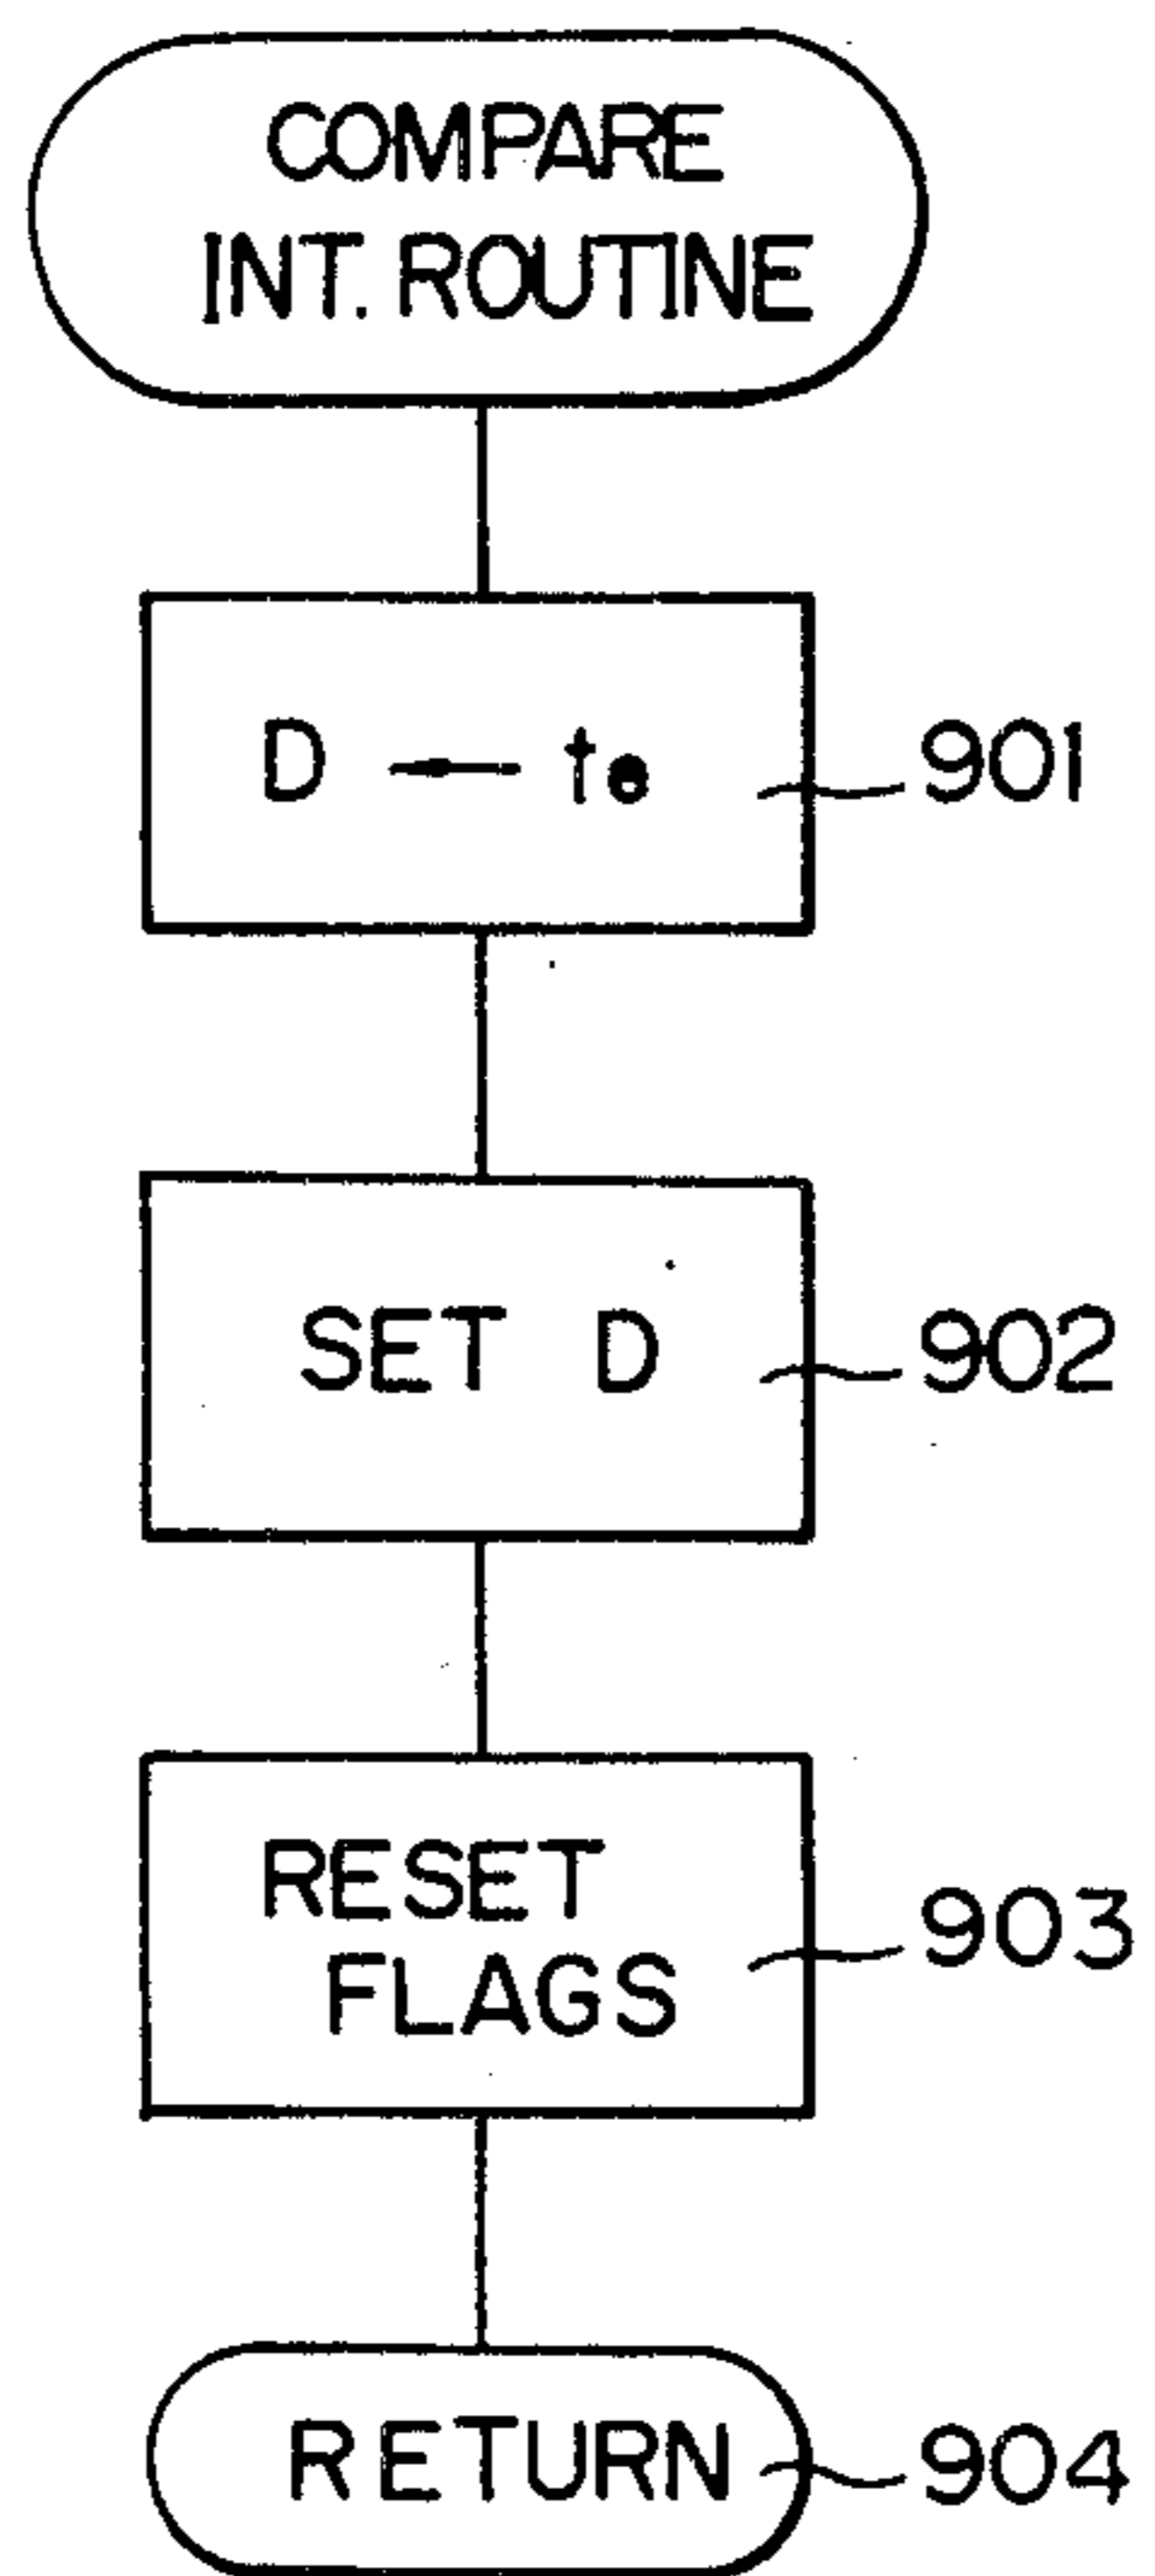 COMPARE
INT. ROUTINE
D ← te
901
SET D
902
RESET
FLAGS
903
RETURN
904